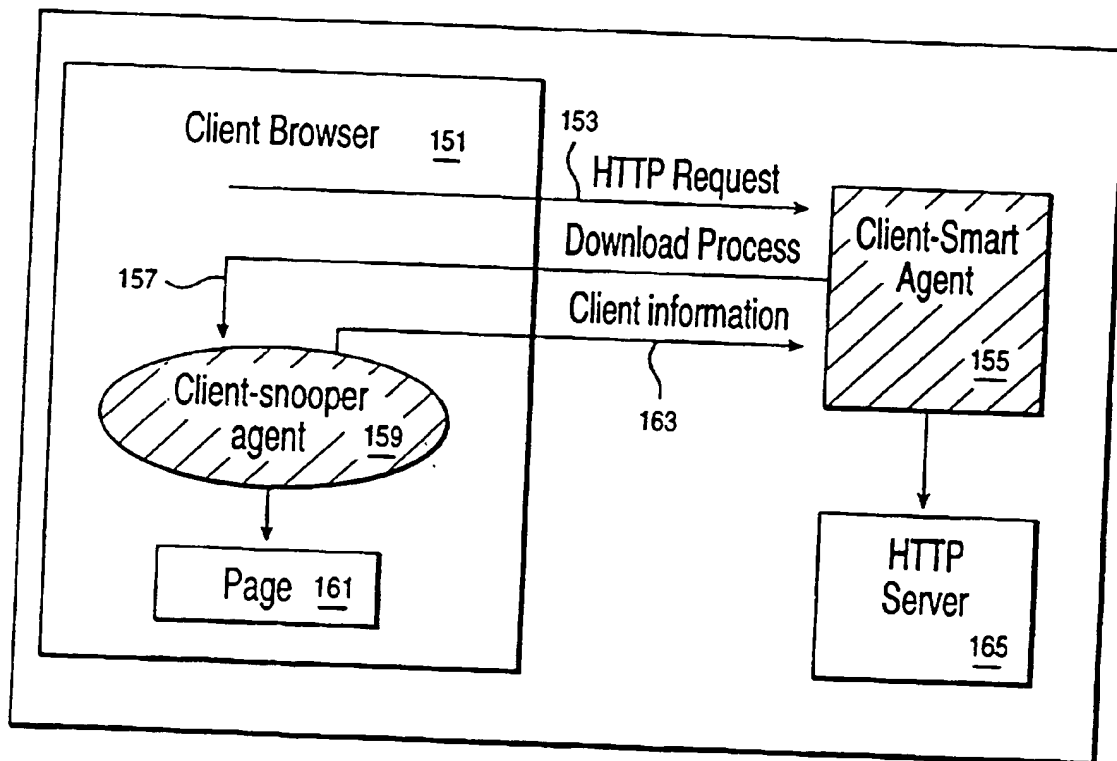 Client Browser 151
153
HTTP Request
Download Process
157
Client information
163
Client-Smart
Agent
155
Client-snooper
agent 159
Page 161
HTTP
Server
165